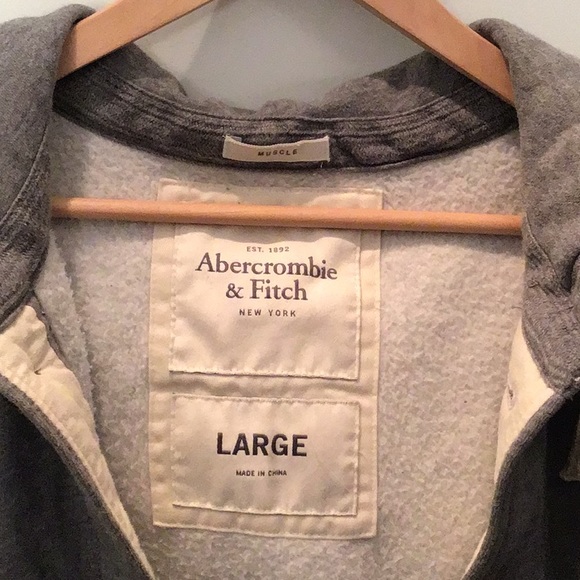 MUSCLE
EST. 1892
Abercrombie
& Fitch
NEW YORK
LARGE
MADE IN CHINA